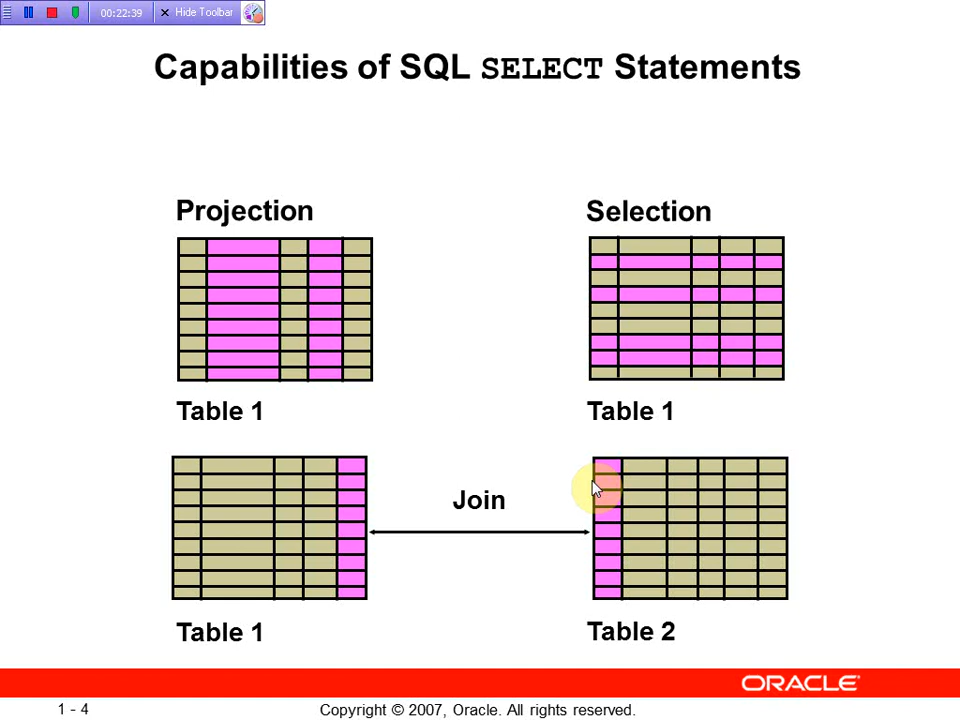 00:22:39 Hide Toolbar
Capabilities of SQL SELECT Statements
Projection
Selection
Table 1
Table 1
Join
Table 1
Table 2
ORACLE
1 - 4
Copyright © 2007, Oracle. All rights reserved.